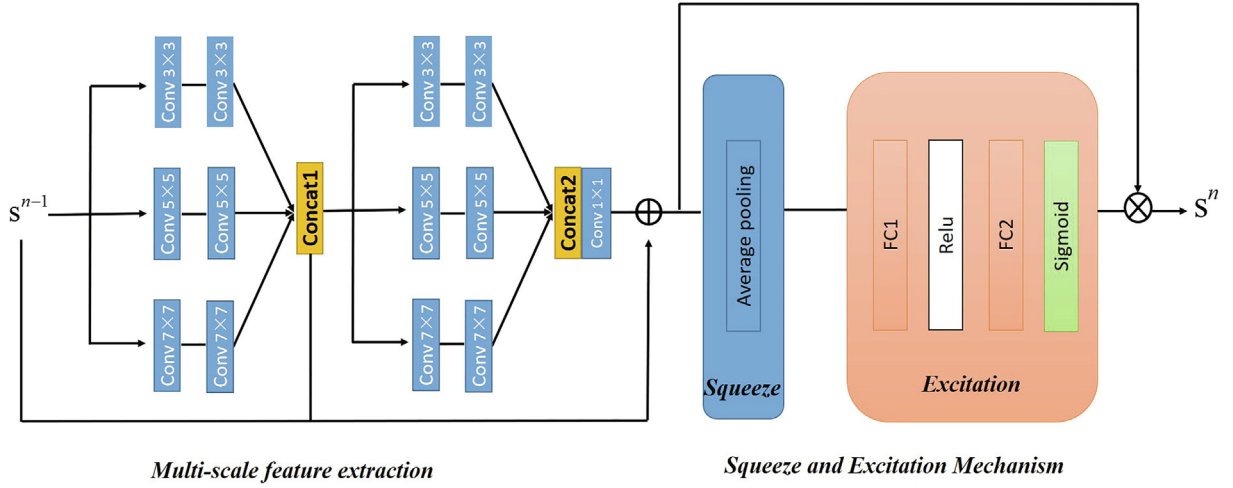 S^{n-1}
Conv 3×3
Conv 3×3
Conv 5×5
Conv 5×5
Conv 7×7
Conv 7×7
Concat1
Conv 3×3
Conv 3×3
Conv 5×5
Conv 5×5
Conv 7×7
Conv 7×7
Concat2
Conv 1×1
Average pooling
Squeeze
FC1
Relu
FC2
Sigmoid
Excitation
S^n
Multi-scale feature extraction
Squeeze and Excitation Mechanism